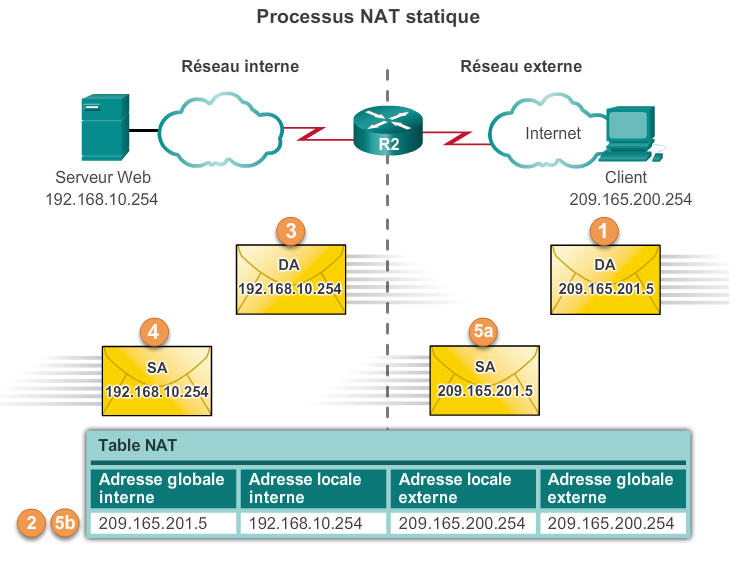 Processus NAT statique
Réseau interne
Réseau externe
R2
Internet
Serveur Web
192.168.10.254
Client
209.165.200.254
3
DA
192.168.10.254
1
DA
209.165.201.5
4
SA
192.168.10.254
5a
SA
209.165.201.5
Table NAT
Adresse globale interne
Adresse locale interne
Adresse locale externe
Adresse globale externe
2
5b
209.165.201.5
192.168.10.254
209.165.200.254
209.165.200.254